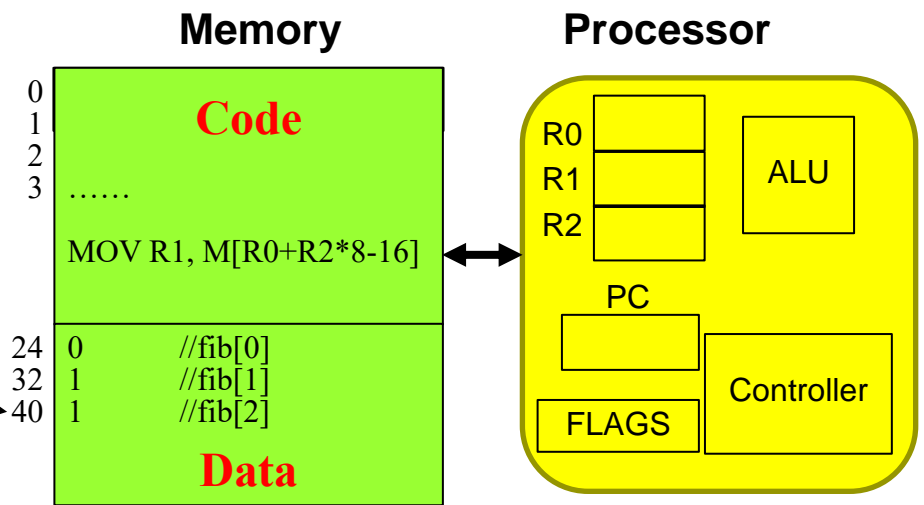 Memory
Processor
0
1
2
3
Code
……
MOV R1, M[R0+R2*8-16]
24 0 //fib[0]
32 1 //fib[1]
40 1 //fib[2]
Data
R0
R1
R2
ALU
PC
Controller
FLAGS